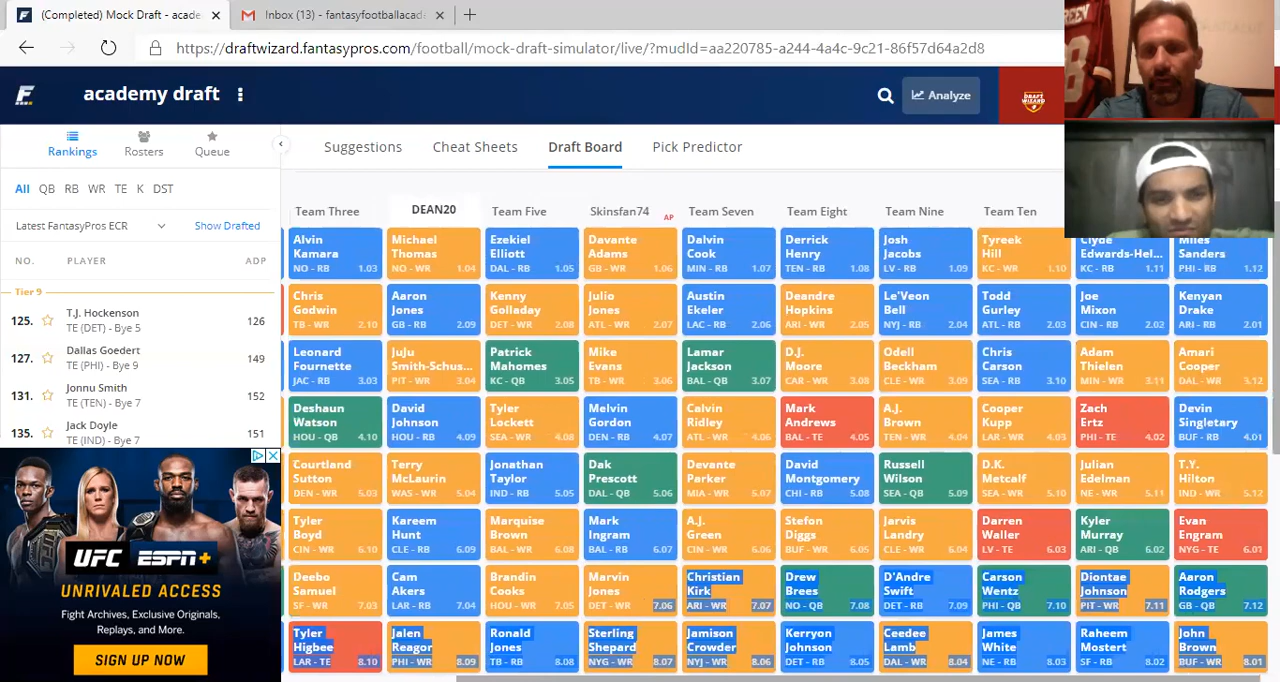 (Completed) Mock Draft - acade
Inbox (13) - fantasyfootballacad
https://draftwizard.fantasypros.com/football/mock-draft-simulator/live/?mudId=aa220785-a244-4a4c-9c21-86f57d64a2d8
academy draft
Analyze
DRAFT
WIZARD
Rankings Rosters Queue
Suggestions Cheat Sheets Draft Board Pick Predictor
All QB RB WR TE K DST
Latest FantasyPros ECR Show Drafted
NO. PLAYER ADP
Tier 9
125. T.J. Hockenson 126
TE (DET) - Bye 5
127. Dallas Goedert 149
TE (PHI) - Bye 9
131. Jonnu Smith 152
TE (TEN) - Bye 7
135. Jack Doyle 151
TE (IND) - Bye 7
UFC ESPN+
UNRIVALED ACCESS
Fight Archives, Exclusive Originals,
Replays, and More.
SIGN UP NOW
Team Three DEAN20 Team Five Skinsfan74 AP Team Seven Team Eight Team Nine Team Ten
Alvin Michael Ezekiel Davante Dalvin Derrick Josh Tyreek Clyde Miles
Kamara Thomas Elliott Adams Cook Henry Jacobs Hill Edwards-Hel... Sanders
NO - RB 1.03 NO - WR 1.04 DAL - RB 1.05 GB - WR 1.06 MIN - RB 1.07 TEN - RB 1.08 LV - RB 1.09 KC - WR 1.10 KC - RB 1.11 PHI - RB 1.12
Chris Aaron Kenny Julio Austin Deandre Le'Veon Todd Joe Kenyan
Godwin Jones Golladay Jones Ekeler Hopkins Bell Gurley Mixon Drake
TB - WR 2.10 GB - RB 2.09 DET - WR 2.08 ATL - WR 2.07 LAC - RB 2.06 ARI - WR 2.05 NYJ - RB 2.04 ATL - RB 2.03 CIN - RB 2.02 ARI - RB 2.01
Leonard JuJu Patrick Mike Lamar D.J. Odell Chris Adam Amari
Fournette Smith-Schus... Mahomes Evans Jackson Moore Beckham Carson Thielen Cooper
JAC - RB 3.03 PIT - WR 3.04 KC - QB 3.05 TB - WR 3.06 BAL - QB 3.07 CAR - WR 3.08 CLE - WR 3.09 SEA - RB 3.10 MIN - WR 3.11 DAL - WR 3.12
Deshaun David Tyler Melvin Calvin Mark A.J. Cooper Zach Devin
Watson Johnson Lockett Gordon Ridley Andrews Brown Kupp Ertz Singletary
HOU - QB 4.10 HOU - RB 4.09 SEA - WR 4.08 DEN - RB 4.07 ATL - WR 4.06 BAL - TE 4.05 TEN - WR 4.04 LAR - WR 4.03 PHI - TE 4.02 BUF - RB 4.01
Courtland Terry Jonathan Dak Devante David Russell D.K. Julian T.Y.
Sutton McLaurin Taylor Prescott Parker Montgomery Wilson Metcalf Edelman Hilton
DEN - WR 5.03 WAS - WR 5.04 IND - RB 5.05 DAL - QB 5.06 MIA - WR 5.07 CHI - RB 5.08 SEA - QB 5.09 SEA - WR 5.10 NE - WR 5.11 IND - WR 5.12
Tyler Kareem Marquise Mark A.J. Stefon Jarvis Darren Kyler Evan
Boyd Hunt Brown Ingram Green Diggs Landry Waller Murray Engram
CIN - WR 6.10 CLE - RB 6.09 BAL - WR 6.08 BAL - RB 6.07 CIN - WR 6.06 BUF - WR 6.05 CLE - WR 6.04 LV - TE 6.03 ARI - QB 6.02 NYG - TE 6.01
Deebo Cam Brandin Marvin Christian Drew D'Andre Carson Diontae Aaron
Samuel Akers Cooks Jones Kirk Brees Swift Wentz Johnson Rodgers
SF - WR 7.03 LAR - RB 7.04 HOU - WR 7.05 DET - WR 7.06 ARI - WR 7.07 NO - QB 7.08 DET - RB 7.09 PHI - QB 7.10 PIT - WR 7.11 GB - QB 7.12
Tyler Jalen Ronald Sterling Jamison Kerryon Ceedee James Raheem John
Higbee Reagor Jones Shepard Crowder Johnson Lamb White Mostert Brown
LAR - TE 8.10 PHI - WR 8.09 TB - RB 8.08 NYG - WR 8.07 NYJ - WR 8.06 DET - RB 8.05 DAL - WR 8.04 NE - RB 8.03 SF - RB 8.02 BUF - WR 8.01